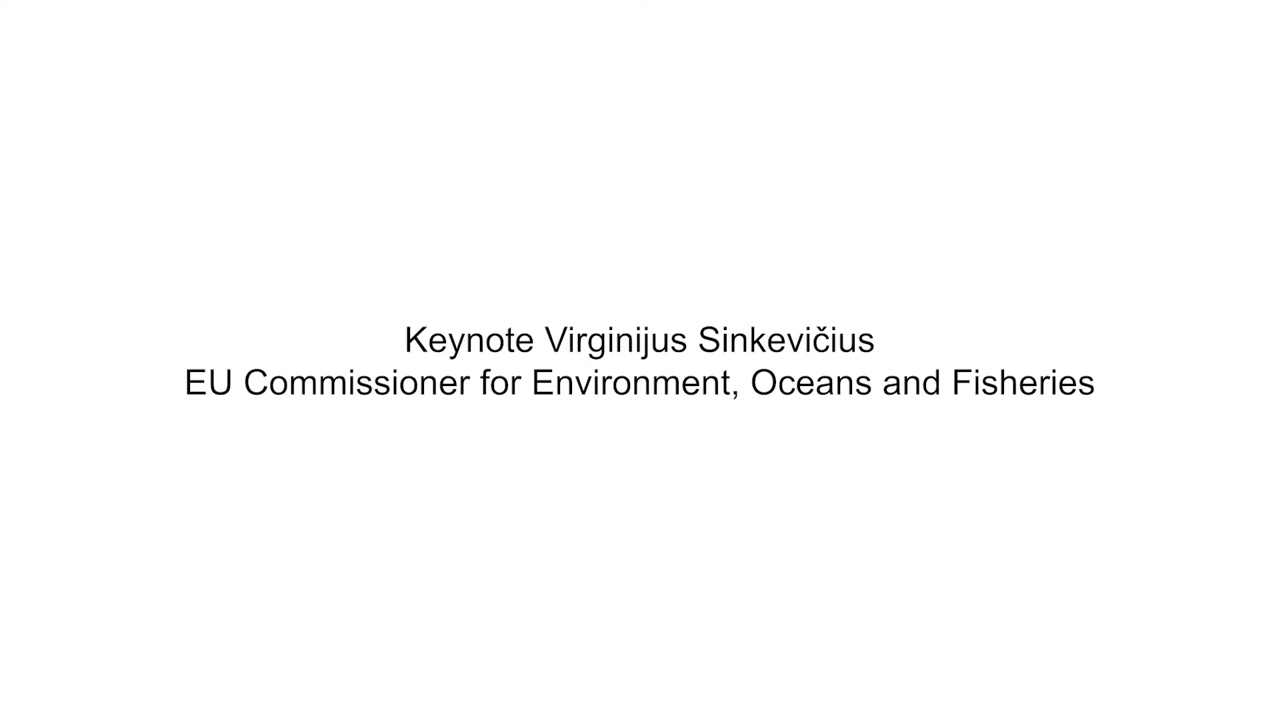 Keynote Virginijus Sinkevičius
EU Commissioner for Environment, Oceans and Fisheries